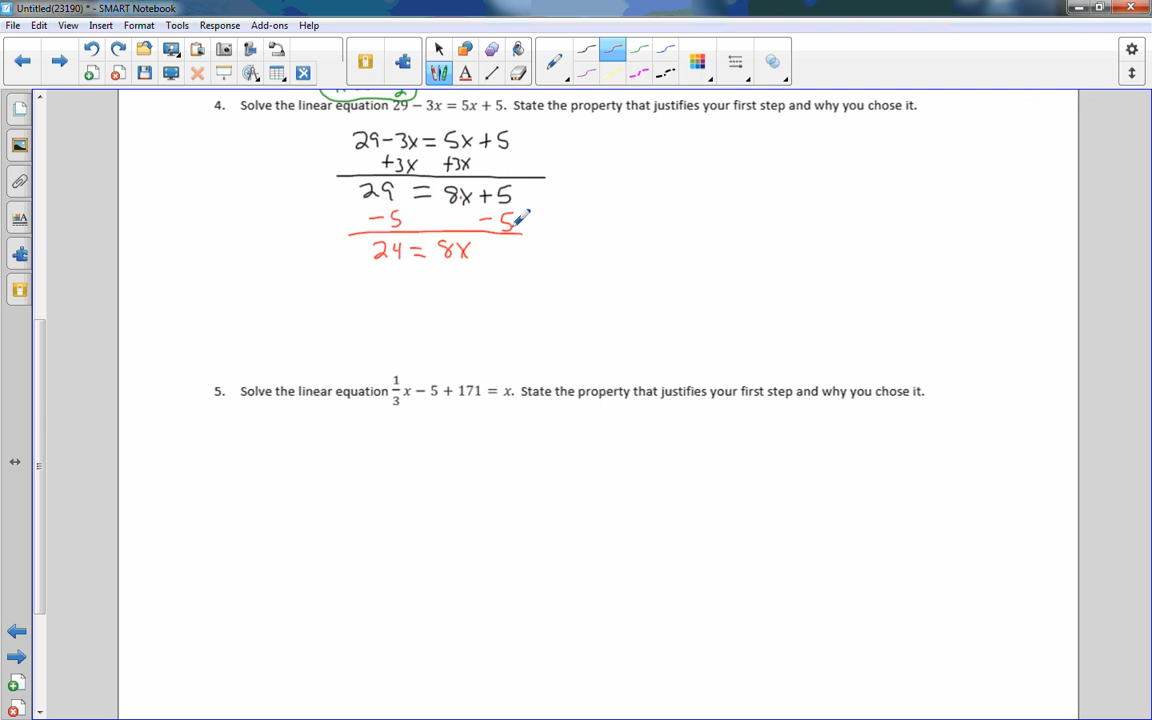 Untitled(23190) * - SMART Notebook
File Edit View Insert Format Tools Respond Add-ons Help
4. Solve the linear equation 29 − 3x = 5x + 5. State the property that justifies your first step and why you chose it.
29-3x = 5x + 5
+3x +3x
29 = 8x + 5
-5 -5
24 = 8x
5. Solve the linear equation 1/3 x − 5 + 171 = x. State the property that justifies your first step and why you chose it.